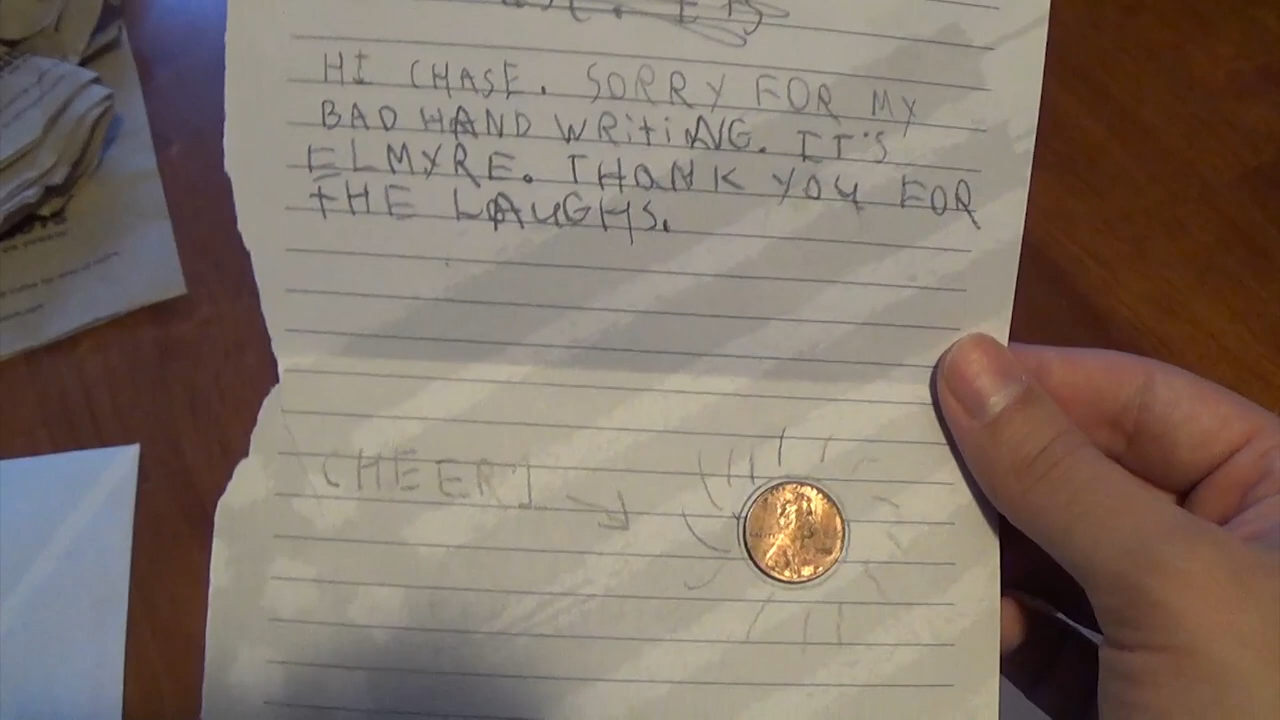 HI CHASE. SORRY FOR MY
BAD HAND WRitiNG. IT'S
ELMYRE. THANK YOU FOR
tHE LAuGHS.
CHEER!